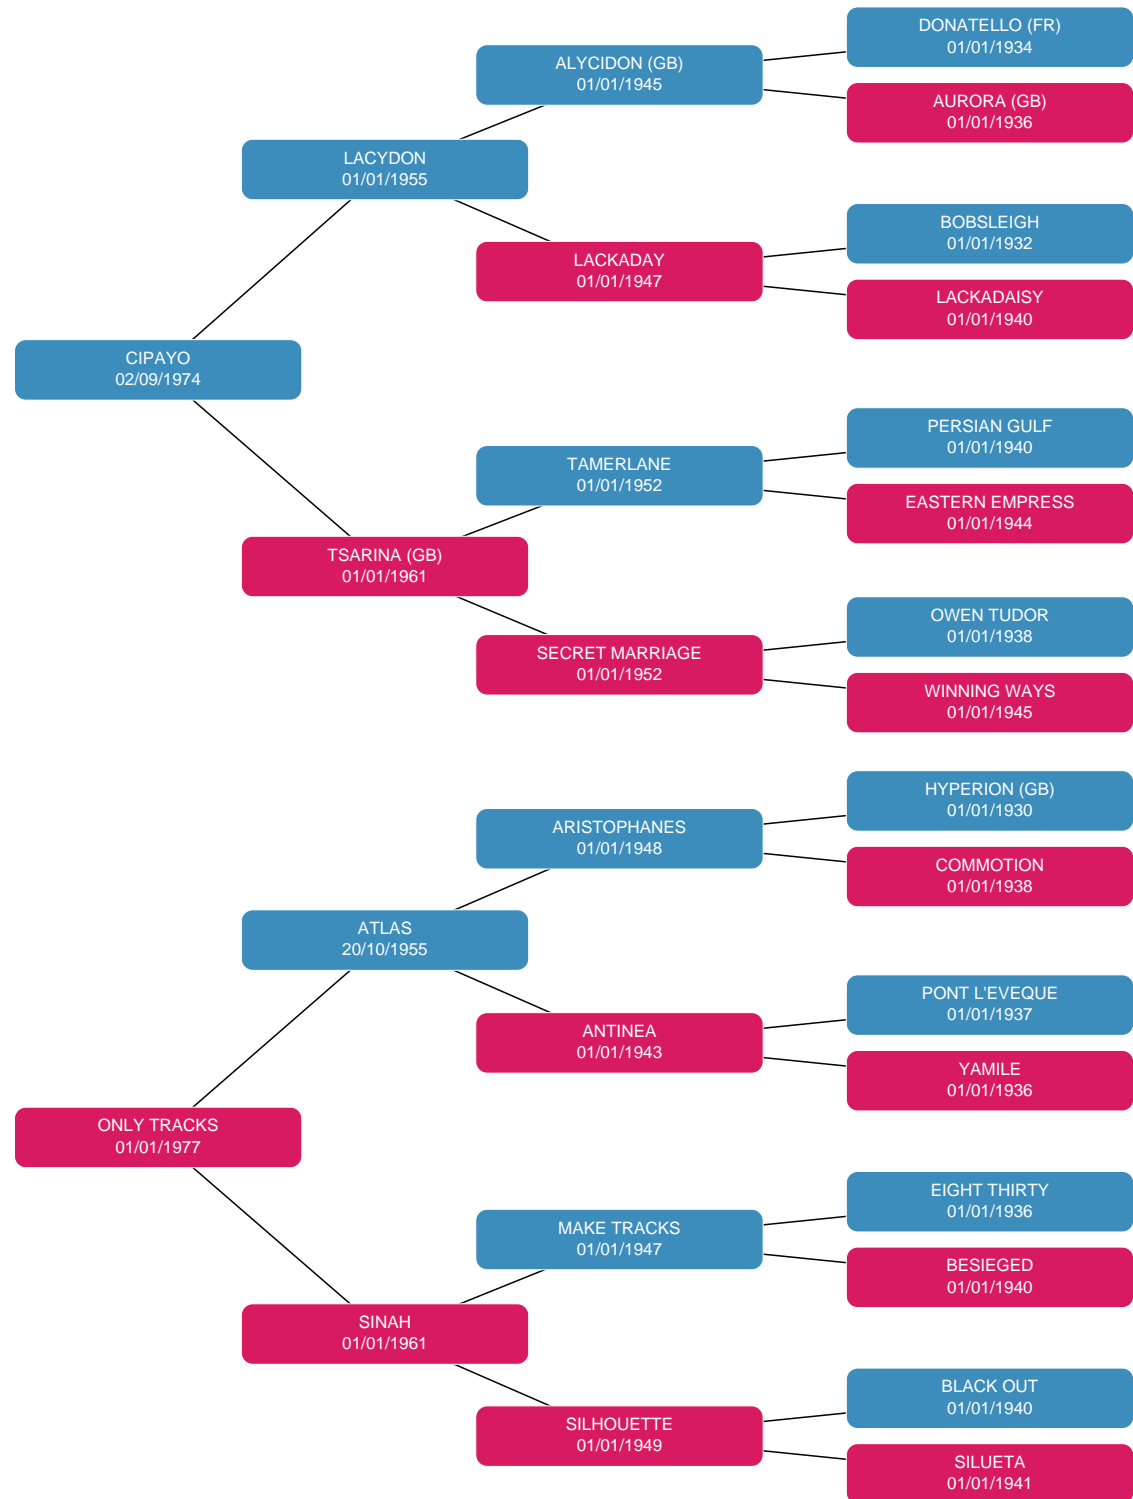 DONATELLO (FR)
01/01/1934
ALYCIDON (GB)
01/01/1945
AURORA (GB)
01/01/1936
LACYDON
01/01/1955
BOBSLEIGH
01/01/1932
LACKADAY
01/01/1947
LACKADAISY
01/01/1940
CIPAYO
02/09/1974
PERSIAN GULF
01/01/1940
TAMERLANE
01/01/1952
EASTERN EMPRESS
01/01/1944
TSARINA (GB)
01/01/1961
OWEN TUDOR
01/01/1938
SECRET MARRIAGE
01/01/1952
WINNING WAYS
01/01/1945
HYPERION (GB)
01/01/1930
ARISTOPHANES
01/01/1948
COMMOTION
01/01/1938
ATLAS
20/10/1955
PONT L'EVEQUE
01/01/1937
ANTINEA
01/01/1943
YAMILE
01/01/1936
ONLY TRACKS
01/01/1977
EIGHT THIRTY
01/01/1936
MAKE TRACKS
01/01/1947
BESIEGED
01/01/1940
SINAH
01/01/1961
BLACK OUT
01/01/1940
SILHOUETTE
01/01/1949
SILUETA
01/01/1941